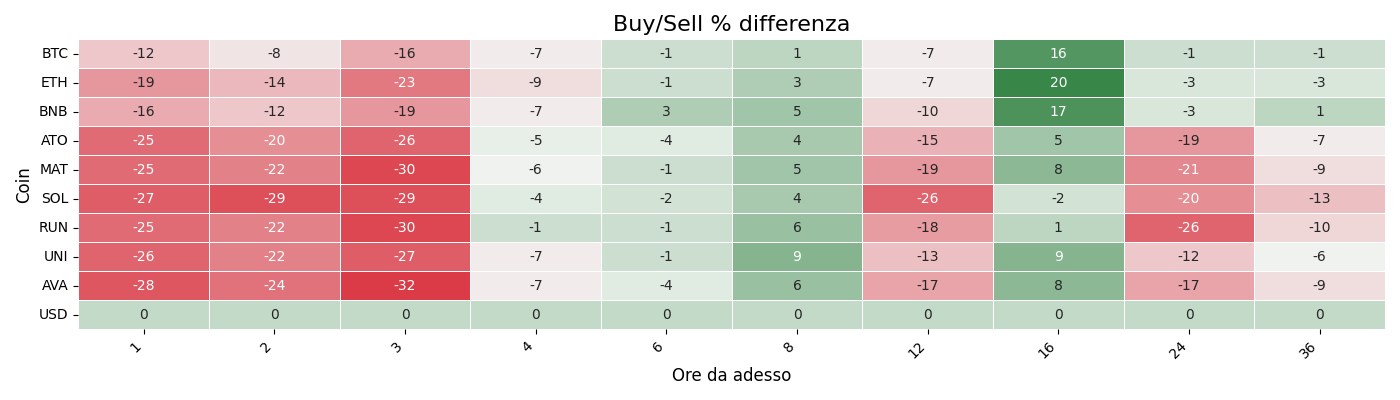 Buy/Sell % differenza
Coin
BTC -12 -8 -16 -7 -1 1 -7 16 -1 -1
ETH -19 -14 -23 -9 -1 3 -7 20 -3 -3
BNB -16 -12 -19 -7 3 5 -10 17 -3 1
ATO -25 -20 -26 -5 -4 4 -15 5 -19 -7
MAT -25 -22 -30 -6 -1 5 -19 8 -21 -9
SOL -27 -29 -29 -4 -2 4 -26 -2 -20 -13
RUN -25 -22 -30 -1 -1 6 -18 1 -26 -10
UNI -26 -22 -27 -7 -1 9 -13 9 -12 -6
AVA -28 -24 -32 -7 -4 6 -17 8 -17 -9
USD 0 0 0 0 0 0 0 0 0 0
1 2 3 4 6 8 12 16 24 36
Ore da adesso